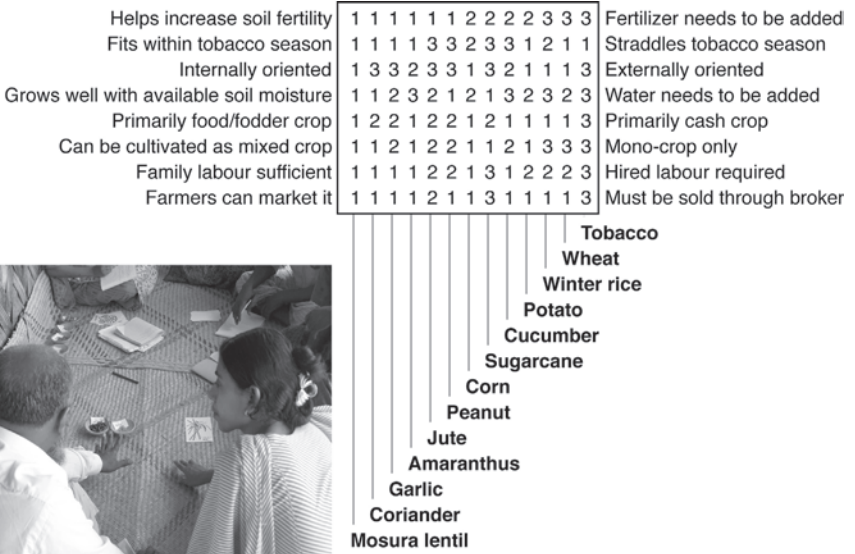 Helps increase soil fertility 1 1 1 1 1 1 2 2 2 2 3 3 3 Fertilizer needs to be added
Fits within tobacco season 1 1 1 1 3 3 2 3 3 1 2 1 1 Straddles tobacco season
Internally oriented 1 3 3 2 3 3 1 3 2 1 1 1 3 Externally oriented
Grows well with available soil moisture 1 1 2 3 2 1 2 1 3 2 3 2 3 Water needs to be added
Primarily food/fodder crop 1 2 2 1 2 2 1 2 1 1 1 1 3 Primarily cash crop
Can be cultivated as mixed crop 1 1 2 1 2 2 1 1 2 1 3 3 3 Mono-crop only
Family labour sufficient 1 1 1 1 2 2 1 3 1 2 2 2 3 Hired labour required
Farmers can market it 1 1 1 1 2 1 1 3 1 1 1 1 3 Must be sold through broker
Tobacco
Wheat
Winter rice
Potato
Cucumber
Sugarcane
Corn
Peanut
Jute
Amaranthus
Garlic
Coriander
Mosura lentil